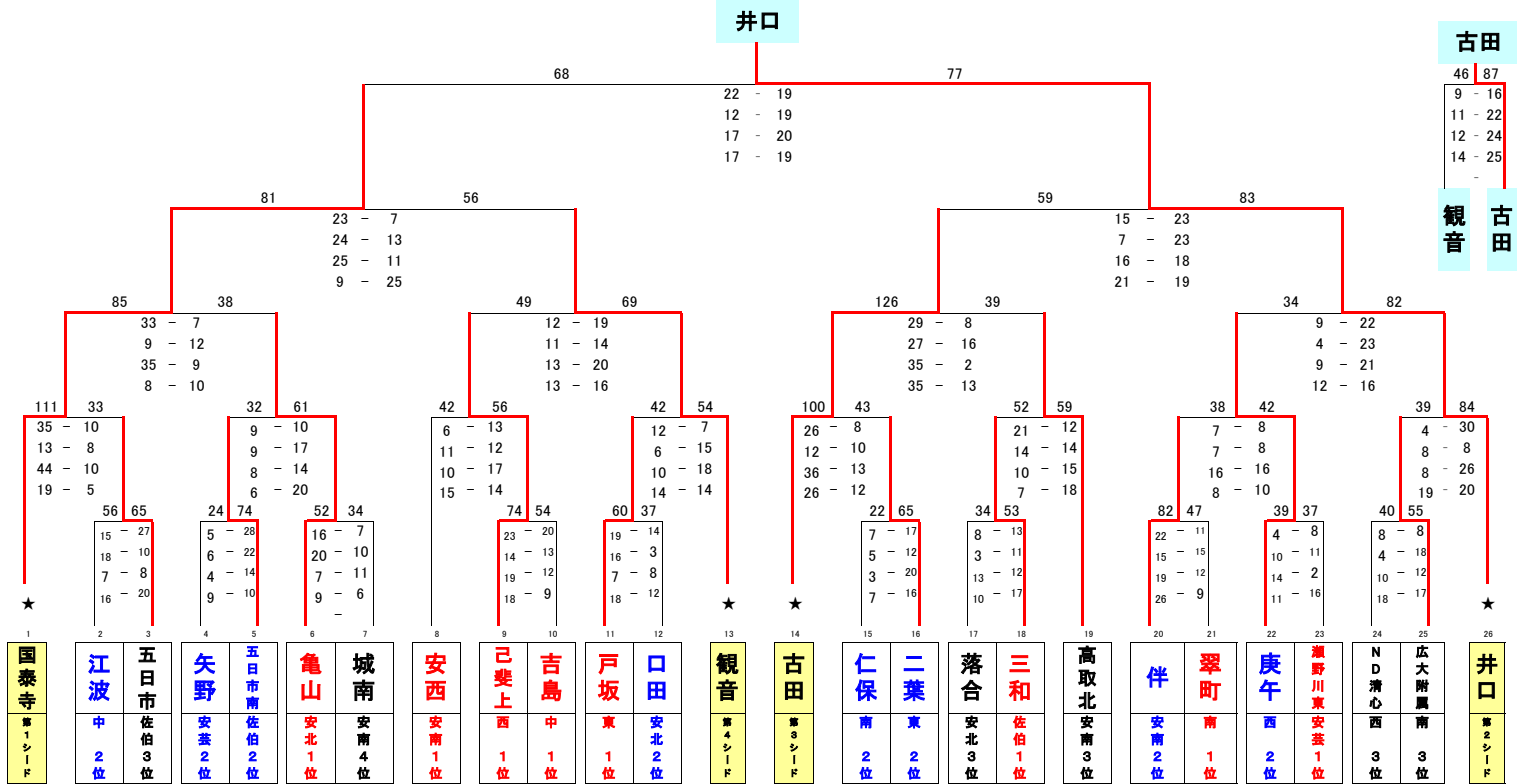 井口
古田
68 77
46 87
22 - 19
12 - 19
17 - 20
17 - 19
9 - 16
11 - 22
12 - 24
14 - 25
-
観音 古田
81 56
59 83
23 - 7
24 - 13
25 - 11
9 - 25
15 - 23
7 - 23
16 - 18
21 - 19
85 38
49 69
126 39
34 82
33 - 7
9 - 12
35 - 9
8 - 10
12 - 19
11 - 14
13 - 20
13 - 16
29 - 8
27 - 16
35 - 2
35 - 13
9 - 22
4 - 23
9 - 21
12 - 16
111 33
32 61
42 56
42 54
100 43
52 59
38 42
39 84
35 - 10
13 - 8
44 - 10
19 - 5
9 - 10
9 - 17
8 - 14
6 - 20
6 - 13
11 - 12
10 - 17
15 - 14
12 - 7
6 - 15
10 - 18
14 - 14
26 - 8
12 - 10
36 - 13
26 - 12
21 - 12
14 - 14
10 - 15
7 - 18
7 - 8
7 - 8
16 - 16
8 - 10
4 - 30
8 - 8
8 - 26
19 - 20
56 65
24 74
52 34
74 54
60 37
22 65
34 53
82 47
39 37
40 55
15 - 27
18 - 10
7 - 8
16 - 20
5 - 28
6 - 22
4 - 14
9 - 10
16 - 7
20 - 10
7 - 11
9 - 6
-
23 - 20
14 - 13
19 - 12
18 - 9
19 - 14
16 - 3
7 - 8
18 - 12
7 - 17
5 - 12
3 - 20
7 - 16
8 - 13
3 - 11
13 - 12
10 - 17
22 - 11
15 - 15
19 - 12
26 - 9
4 - 8
10 - 11
14 - 2
11 - 16
8 - 8
4 - 18
10 - 12
18 - 17
★ ★ ★ ★
1 2 3 4 5 6 7 8 9 10 11 12 13 14 15 16 17 18 19 20 21 22 23 24 25 26
国泰寺 江波 五日市 矢野 五日市南 亀山 城南 安西 己斐上 吉島 戸坂 口田 観音 古田 仁保 二葉 落合 三和 高取北 伴 翠町 庚午 瀬野川東 ND清心 広大附属 井口
第1シード 中 2位 佐伯3位 安芸2位 佐伯2位 安北1位 安南4位 安南1位 西 1位 中 1位 東 1位 安北2位 第4シード 第3シード 南 2位 東 2位 安北3位 佐伯1位 安南3位 安南2位 南 1位 西 2位 安芸1位 西 3位 南 3位 第2シード